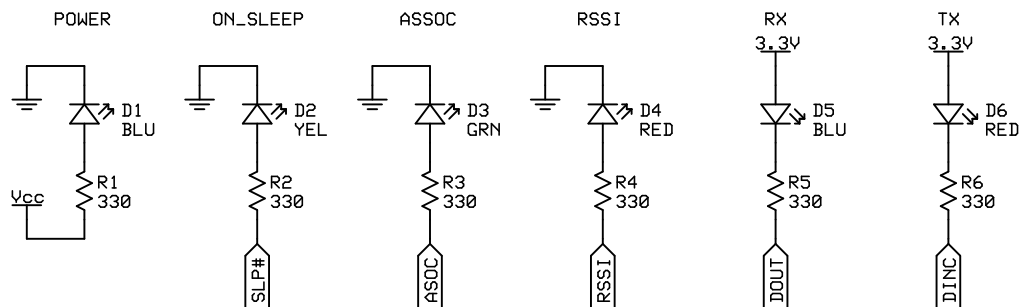 POWER
ON_SLEEP
ASSOC
RSSI
RX
TX
3.3V
3.3V
D1
BLU
D2
YEL
D3
GRN
D4
RED
D5
BLU
D6
RED
Vcc
R1
330
R2
330
R3
330
R4
330
R5
330
R6
330
SLP#
ASOC
RSSI
DOUT
DINC